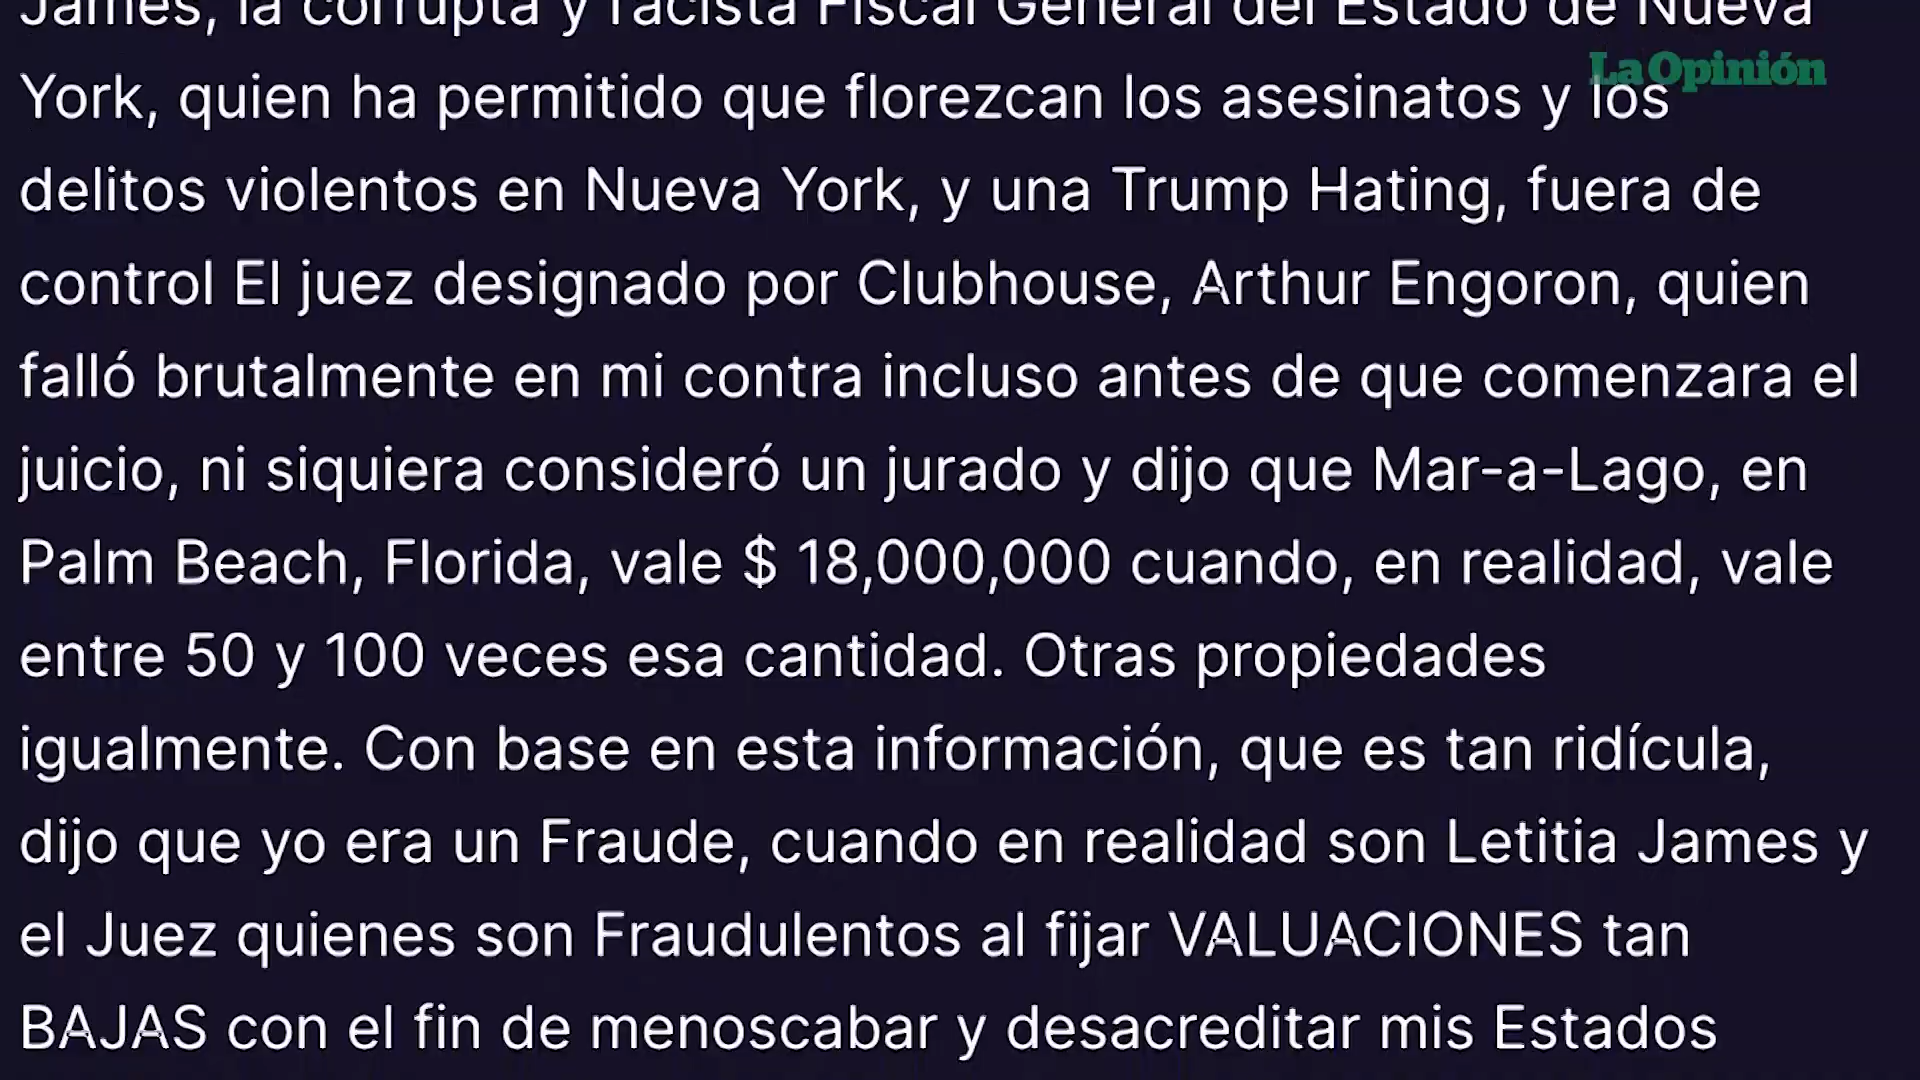 James, la corrupta y racista Fiscal General del Estado de Nueva
La Opinión
York, quien ha permitido que florezcan los asesinatos y los
delitos violentos en Nueva York, y una Trump Hating, fuera de
control El juez designado por Clubhouse, Arthur Engoron, quien
falló brutalmente en mi contra incluso antes de que comenzara el
juicio, ni siquiera consideró un jurado y dijo que Mar-a-Lago, en
Palm Beach, Florida, vale $ 18,000,000 cuando, en realidad, vale
entre 50 y 100 veces esa cantidad. Otras propiedades
igualmente. Con base en esta información, que es tan ridícula,
dijo que yo era un Fraude, cuando en realidad son Letitia James y
el Juez quienes son Fraudulentos al fijar VALUACIONES tan
BAJAS con el fin de menoscabar y desacreditar mis Estados